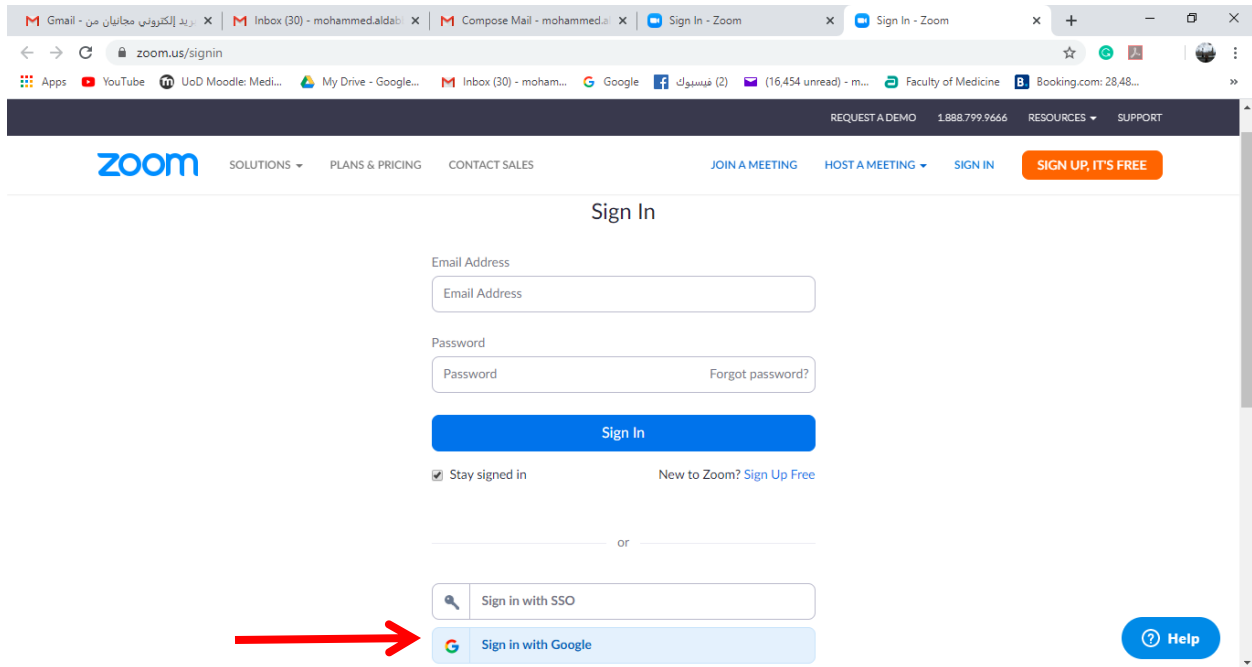 Gmail - بريد إلكتروني مجانيان من
Inbox (30) - mohammed.aldab
Compose Mail - mohammed.al
Sign In - Zoom
Sign In - Zoom
zoom.us/signin
Apps
YouTube
UoD Moodle: Medi...
My Drive - Google...
Inbox (30) - moham...
Google
(2) فيسبوك
(16,454 unread) - m...
Faculty of Medicine
Booking.com: 28,48...
REQUEST A DEMO 1.888.799.9666 RESOURCES SUPPORT
zoom SOLUTIONS PLANS & PRICING CONTACT SALES JOIN A MEETING HOST A MEETING SIGN IN SIGN UP, IT'S FREE
Sign In
Email Address
Email Address
Password
Password Forgot password?
Sign In
Stay signed in New to Zoom? Sign Up Free
or
Sign in with SSO
Sign in with Google
Help